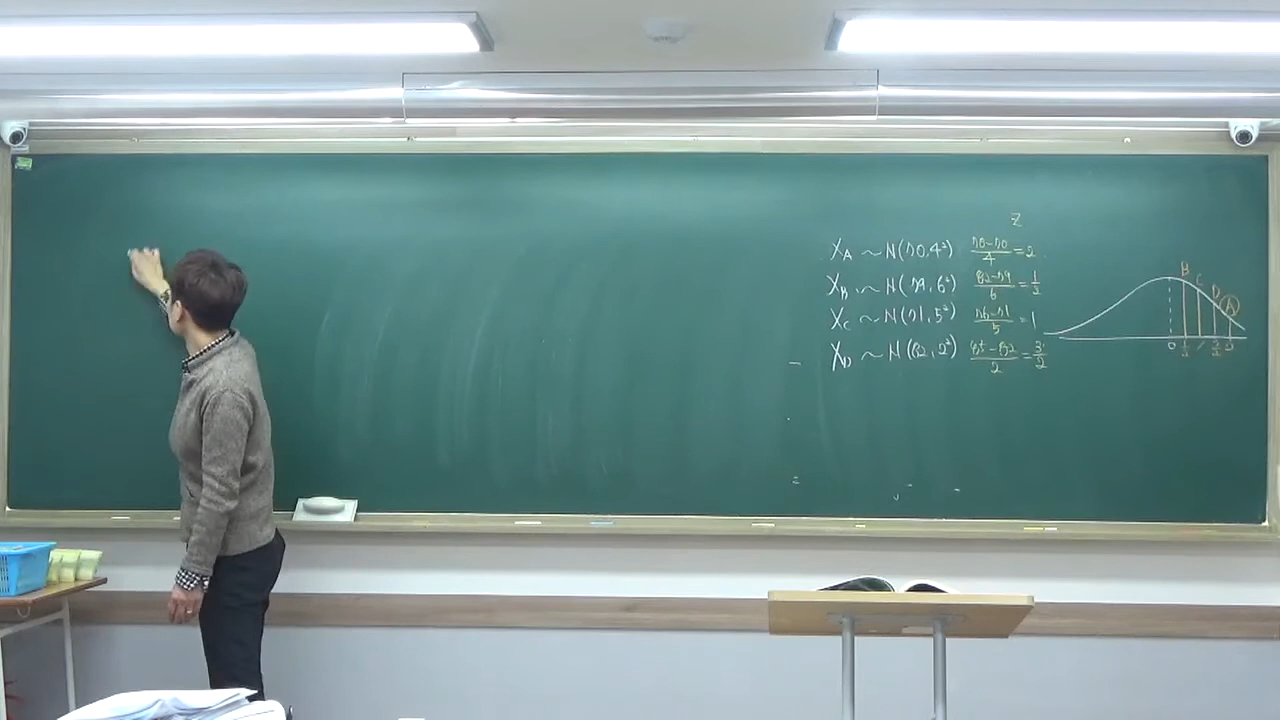 Z
X_A ~ N(70, 4²) (78-70)/4 = 2
X_B ~ N(79, 6²) (82-79)/6 = 1/2
X_C ~ N(71, 5²) (76-71)/5 = 1
X_D ~ N(82, 2²) (85-82)/2 = 3/2
B C D A
0 1/2 1 3/2 2